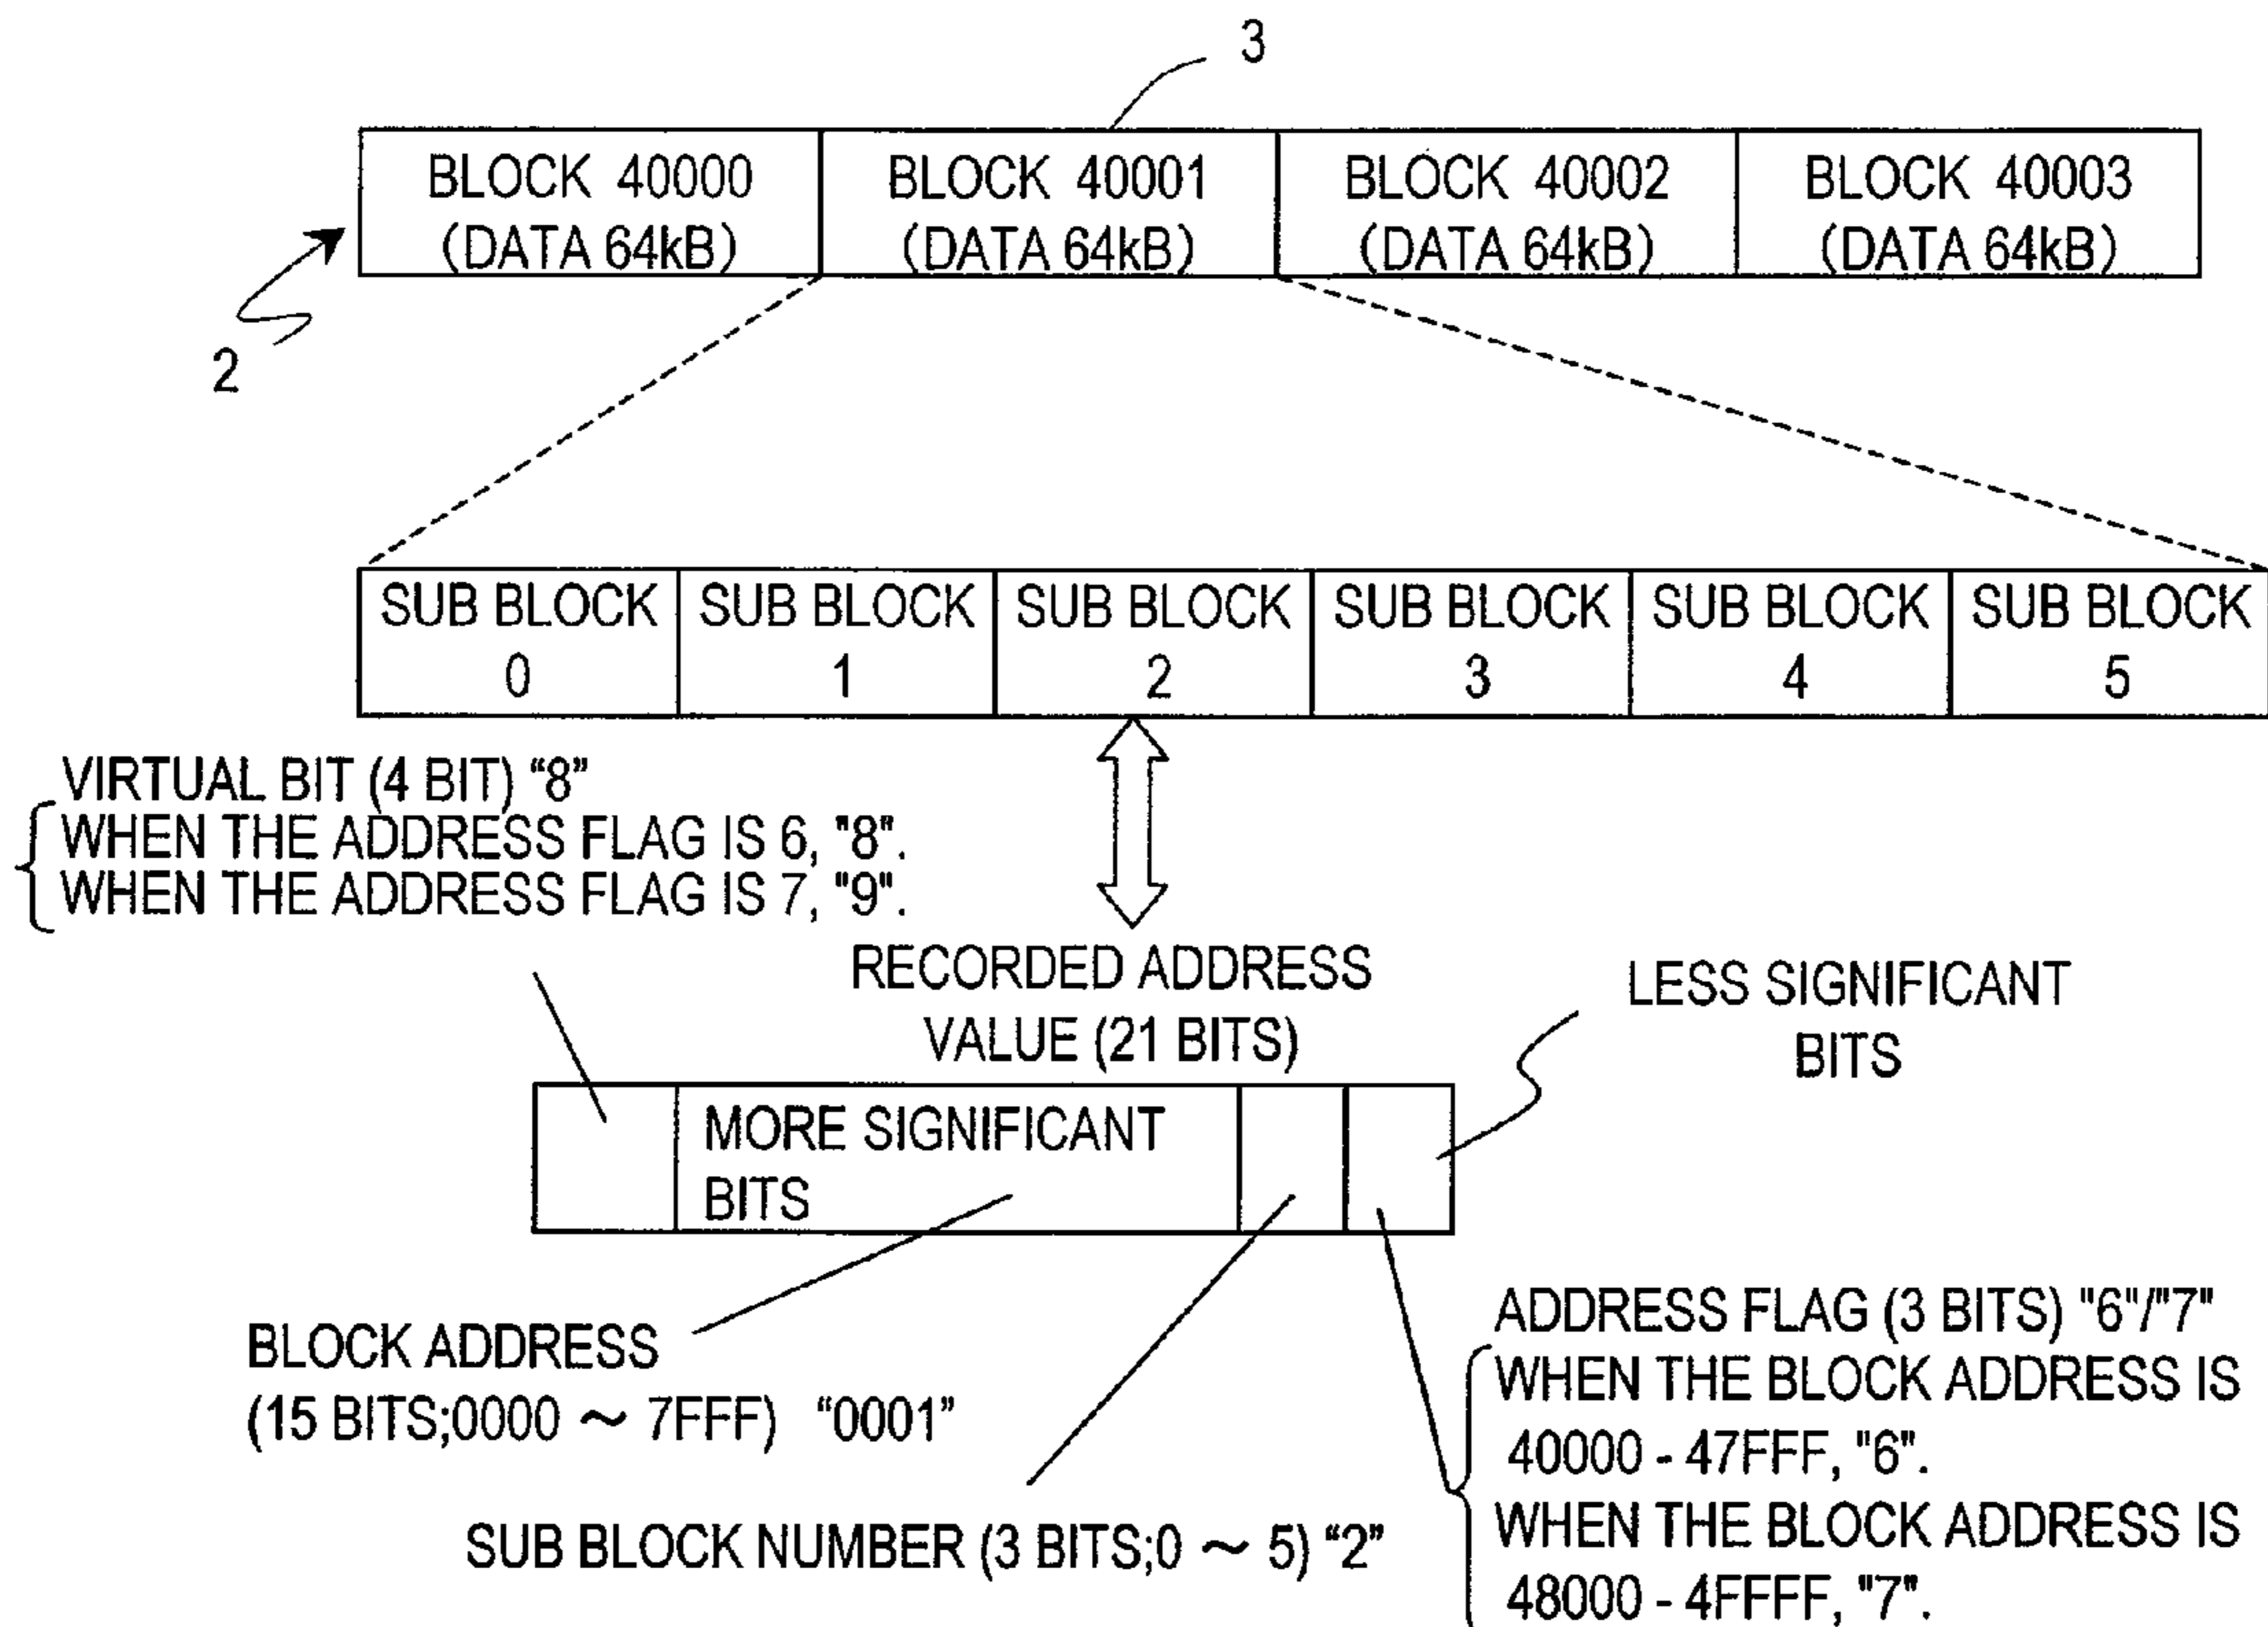 3
BLOCK 40000
(DATA 64kB)
BLOCK 40001
(DATA 64kB)
BLOCK 40002
(DATA 64kB)
BLOCK 40003
(DATA 64kB)
2
SUB BLOCK
0
SUB BLOCK
1
SUB BLOCK
2
SUB BLOCK
3
SUB BLOCK
4
SUB BLOCK
5
VIRTUAL BIT (4 BIT) “8”
WHEN THE ADDRESS FLAG IS 6, "8".
WHEN THE ADDRESS FLAG IS 7, "9".
RECORDED ADDRESS
VALUE (21 BITS)
LESS SIGNIFICANT
BITS
MORE SIGNIFICANT
BITS
BLOCK ADDRESS
(15 BITS;0000 ～ 7FFF) “0001”
SUB BLOCK NUMBER (3 BITS;0 ～ 5) “2”
ADDRESS FLAG (3 BITS) "6"/"7"
WHEN THE BLOCK ADDRESS IS
40000 - 47FFF, "6".
WHEN THE BLOCK ADDRESS IS
48000 - 4FFFF, "7".